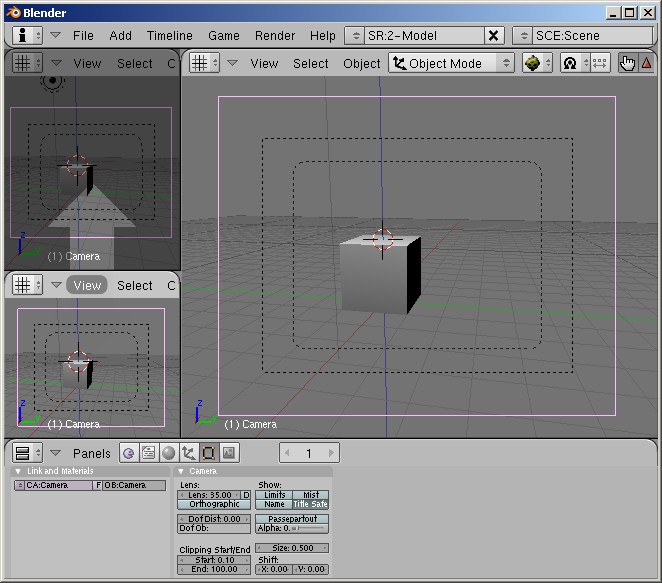 Blender
File Add Timeline Game Render Help SR:2-Model SCE:Scene
View Select C
View Select Object Object Mode
z
(1) Camera
View Select C
z
(1) Camera
z
(1) Camera
Panels 1
Link and Materials
CA:Camera F OB:Camera
Camera
Lens: Show:
Lens: 35.00 D Limits Mist
Orthographic Name Title Safe
Dof Dist: 0.00 Passepartout
Dof Ob: Alpha: 0.
Clipping Start/End Size: 0.500
Start: 0.10 Shift:
End: 100.00 X: 0.00 Y: 0.00